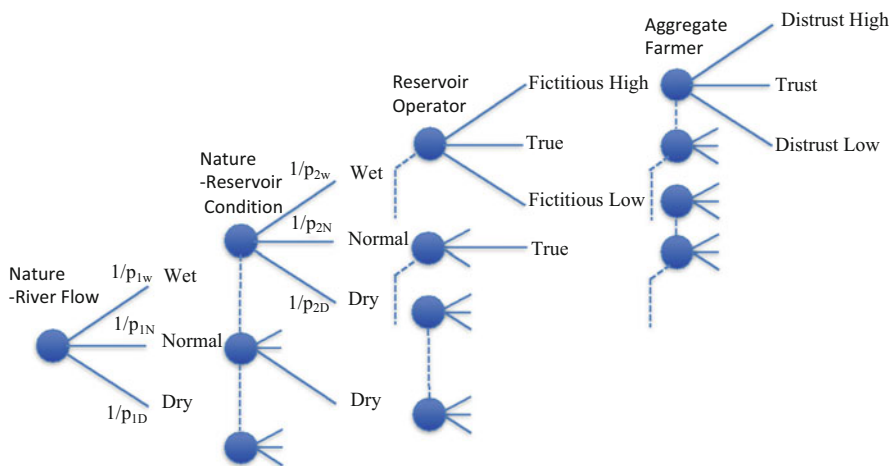 Nature
-River Flow
1/p1w
Wet
1/p1N
Normal
1/p1D
Dry
Nature
-Reservoir
Condition
1/p2w
Wet
1/p2N
Normal
1/p2D
Dry
Dry
Reservoir
Operator
Fictitious High
True
Fictitious Low
True
Aggregate
Farmer
Distrust High
Trust
Distrust Low